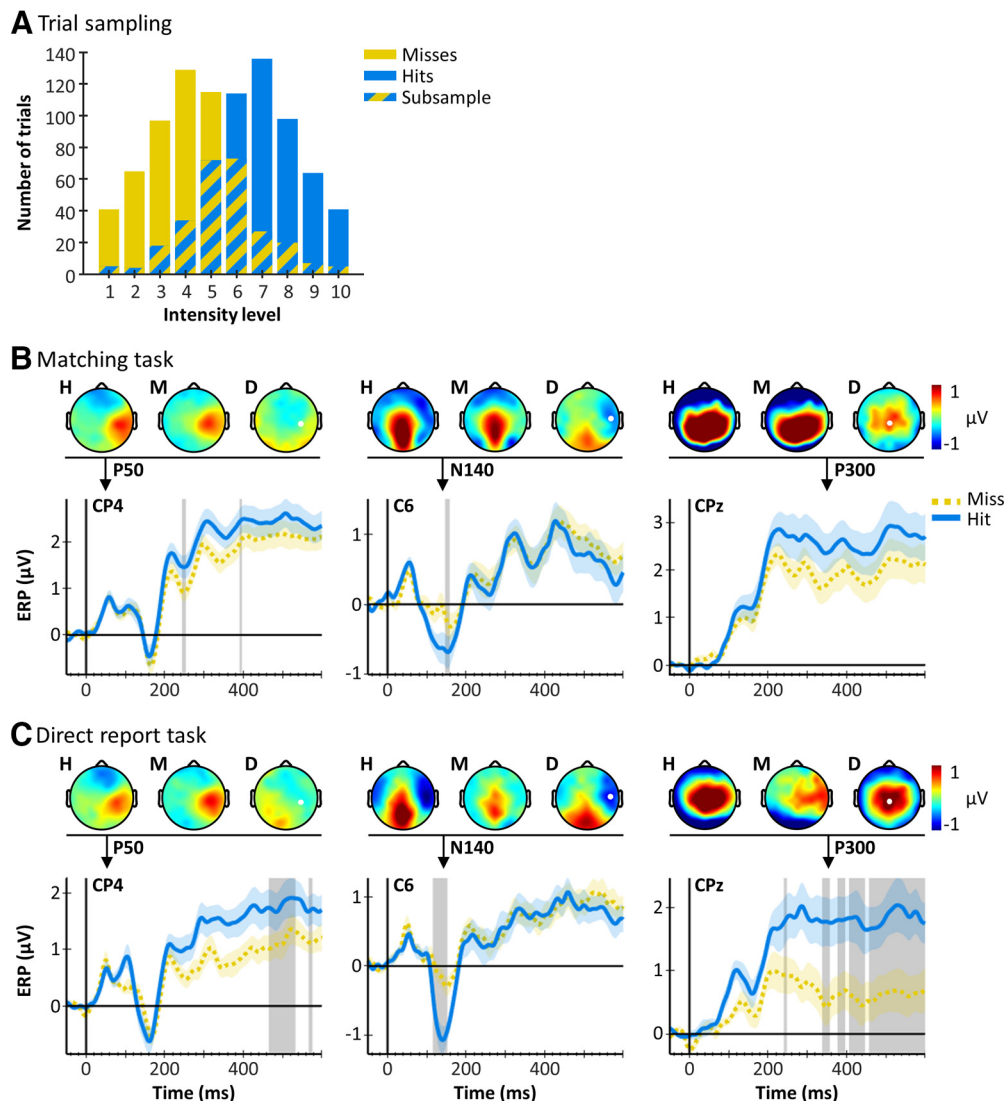 A Trial sampling
140
120
100
80
60
40
20
0
Number of trials
1 2 3 4 5 6 7 8 9 10
Intensity level
Misses
Hits
Subsample
B Matching task
H M D H M D H M D
1
μV
-1
P50 N140 P300
CP4 C6 CPz
Miss
Hit
ERP (μV)
2
1
0
0 200 400
1
0
-1
0 200 400
3
2
1
0
0 200 400
C Direct report task
H M D H M D H M D
1
μV
-1
P50 N140 P300
CP4 C6 CPz
ERP (μV)
2
1
0
0 200 400
Time (ms)
1
0
-1
0 200 400
Time (ms)
2
1
0
0 200 400
Time (ms)